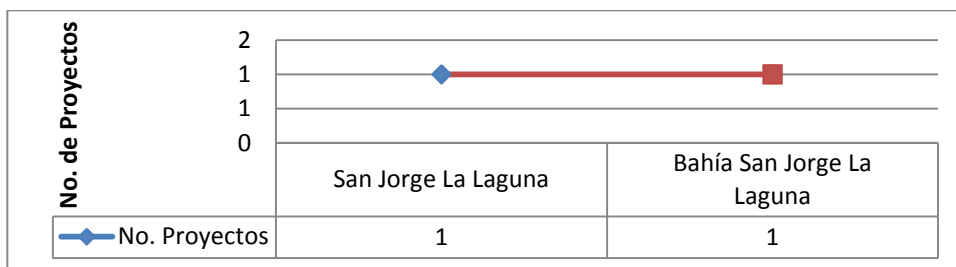 No. de Proyectos
2
1
1
0
San Jorge La Laguna
Bahía San Jorge La
Laguna
No. Proyectos 1 1